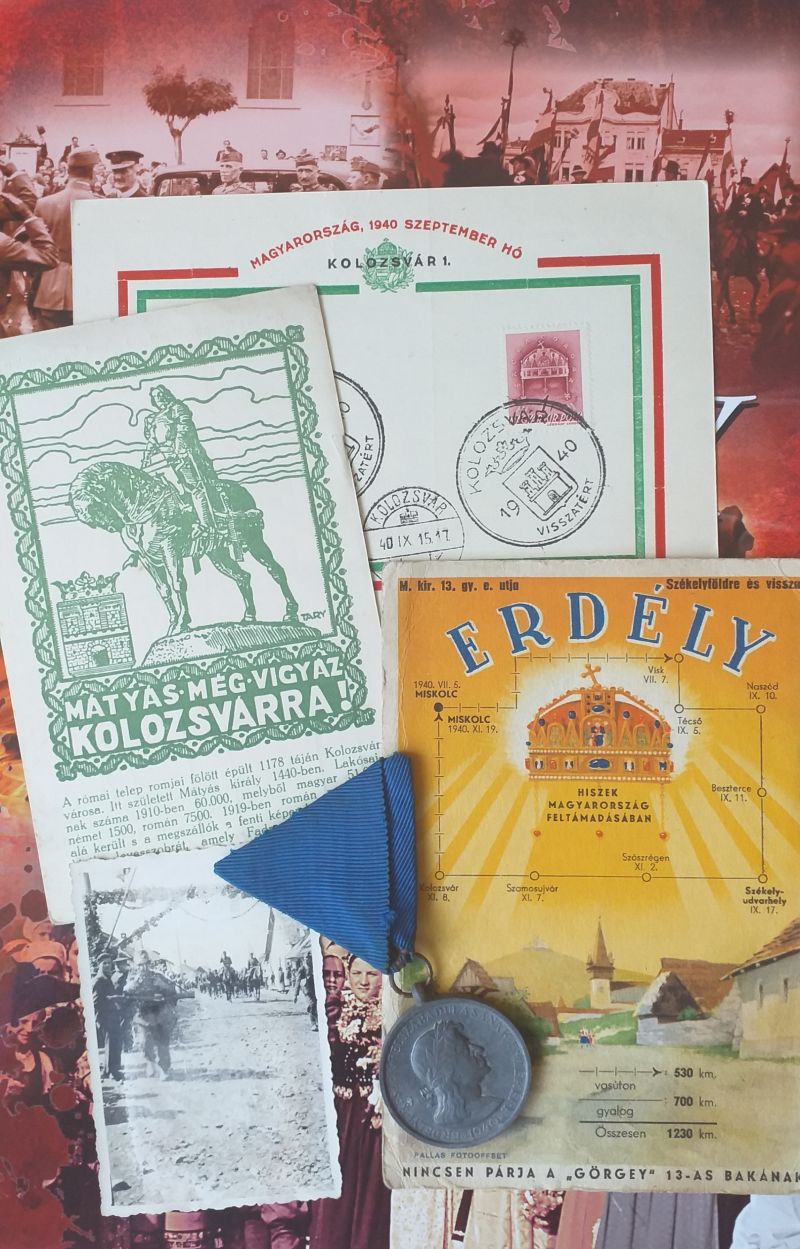 MAGYARORSZÁG, 1940 SZEPTEMBER HÓ
KOLOZSVÁR 1.
KOLOZSVÁR
1940
VISSZATÉRT
VISSZATÉRT
KOLOZSVÁR
40 IX. 15. 17
TARY
MÁTYÁS·MÉG·VIGYÁZ
KOLOZSVÁRRA!
A római telep romjai fölött épült 1178 táján Kolozsvár
városa. Itt született Mátyás király 1440-ben. Lakósai-
nak száma 1910-ben 60.000, melyből magyar
német 1500, román 7500. 1919-ben román
alá került s a megszállók a fenti
amely
M. kir. 13. gy. e. utja
Székelyföldre és vissza
ERDÉLY
1940. VII. 5.
MISKOLC
MISKOLC
1940. XI. 19.
Visk
VII. 7.
Técső
IX. 5.
Naszód
IX. 10.
HISZEK
MAGYARORSZÁG
FELTÁMADÁSÁBAN
Beszterce
IX. 11.
Szászrégen
XI. 2.
Kolozsvár
XI. 8.
Szamosujvár
XI. 7.
Székely-
udvarhely
IX. 17.
: 530 km.
vasúton
: 700 km.
gyalog
Összesen 1230 km.
PALLAS FOTOOFFSET
NINCSEN PÁRJA A „GÖRGEY" 13-AS BAKÁNAK